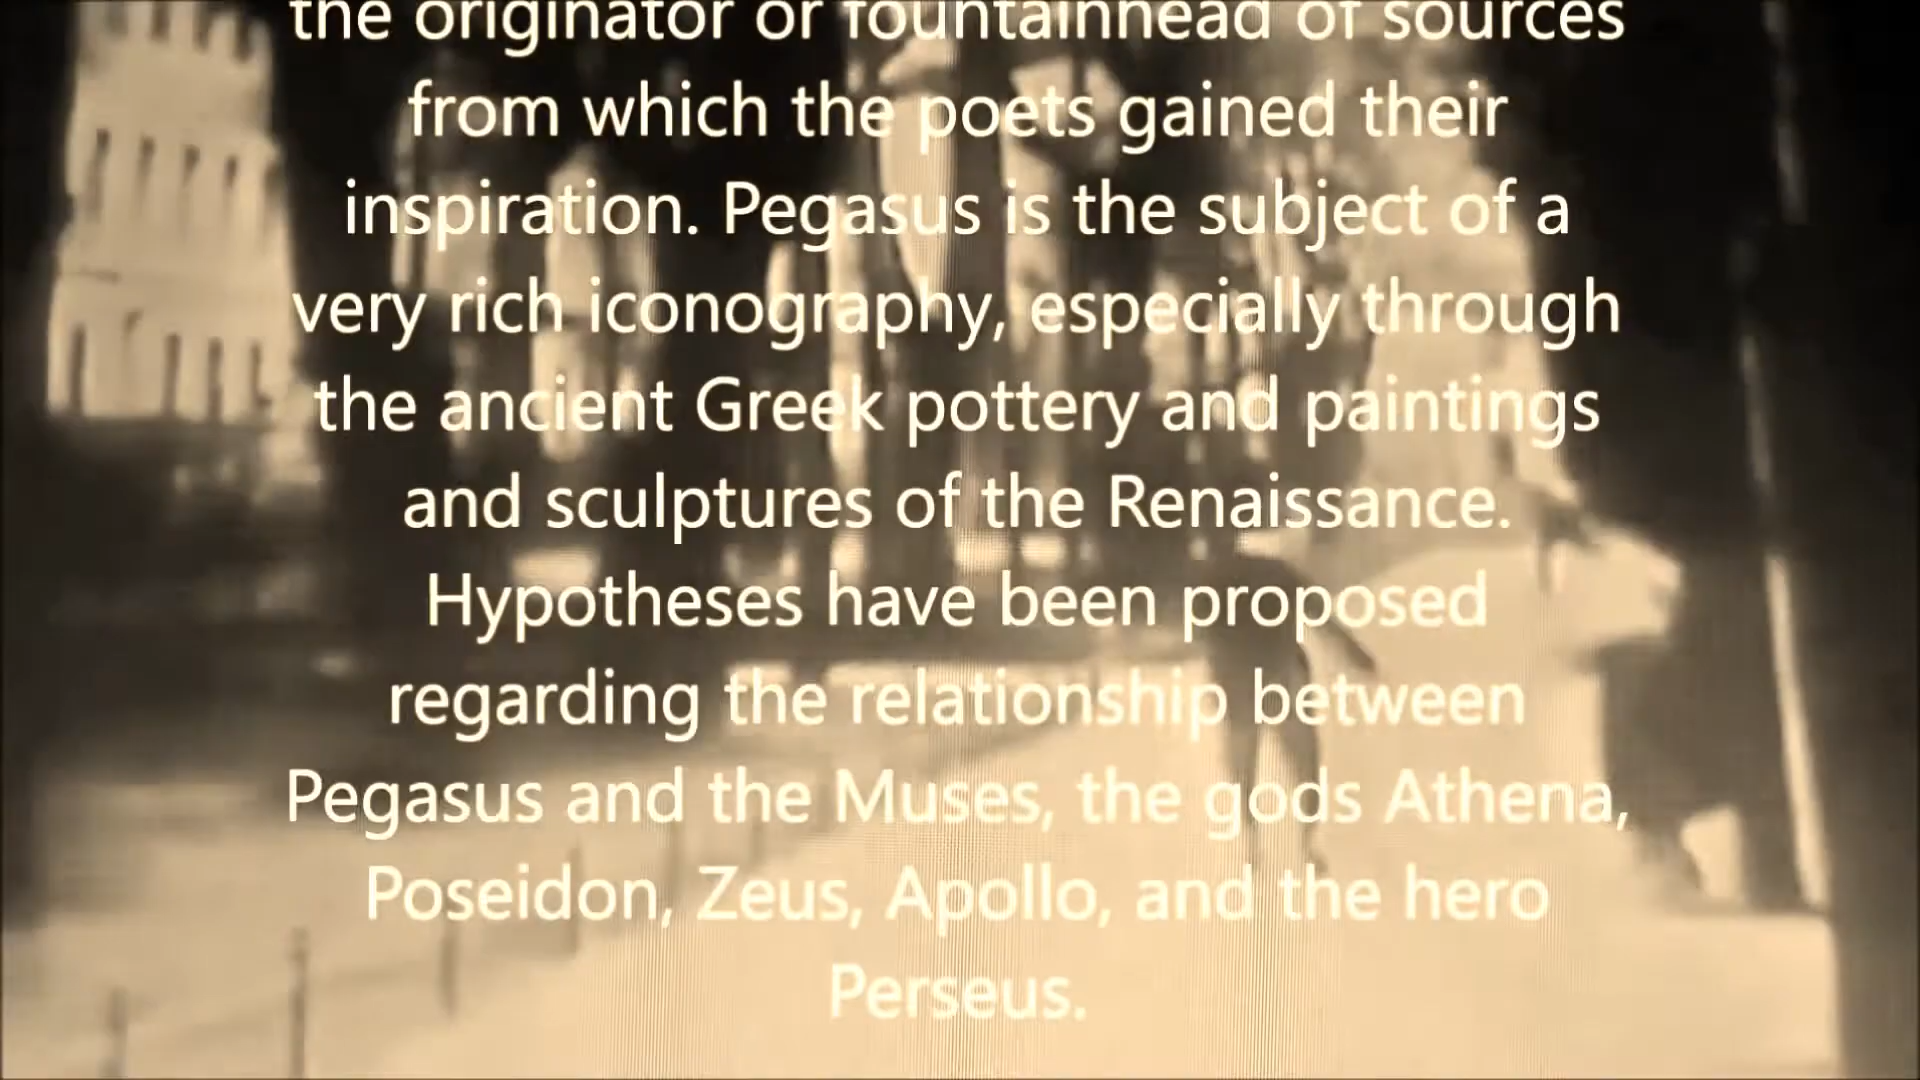 the originator or fountainhead of sources
from which the poets gained their
inspiration. Pegasus is the subject of a
very rich iconography, especially through
the ancient Greek pottery and paintings
and sculptures of the Renaissance.
Hypotheses have been proposed
regarding the relationship between
Pegasus and the Muses, the gods Athena,
Poseidon, Zeus, Apollo, and the hero
Perseus.